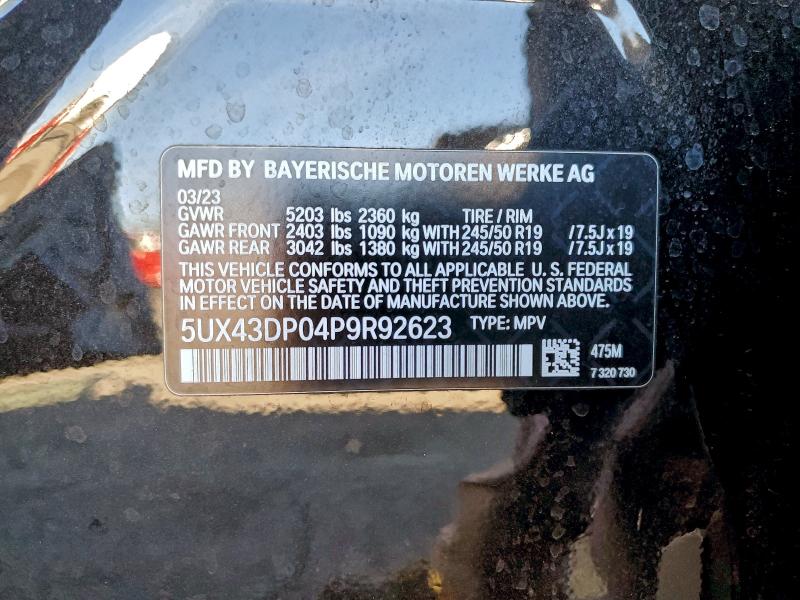 MFD BY BAYERISCHE MOTOREN WERKE AG
03/23
GVWR 5203 lbs 2360 kg TIRE / RIM
GAWR FRONT 2403 lbs 1090 kg WITH 245/50 R19 /7.5J x 19
GAWR REAR 3042 lbs 1380 kg WITH 245/50 R19 /7.5J x 19
THIS VEHICLE CONFORMS TO ALL APPLICABLE U. S. FEDERAL
MOTOR VEHICLE SAFETY AND THEFT PREVENTION STANDARDS
IN EFFECT ON THE DATE OF MANUFACTURE SHOWN ABOVE.
5UX43DP04P9R92623 TYPE: MPV
475M
7 320 730